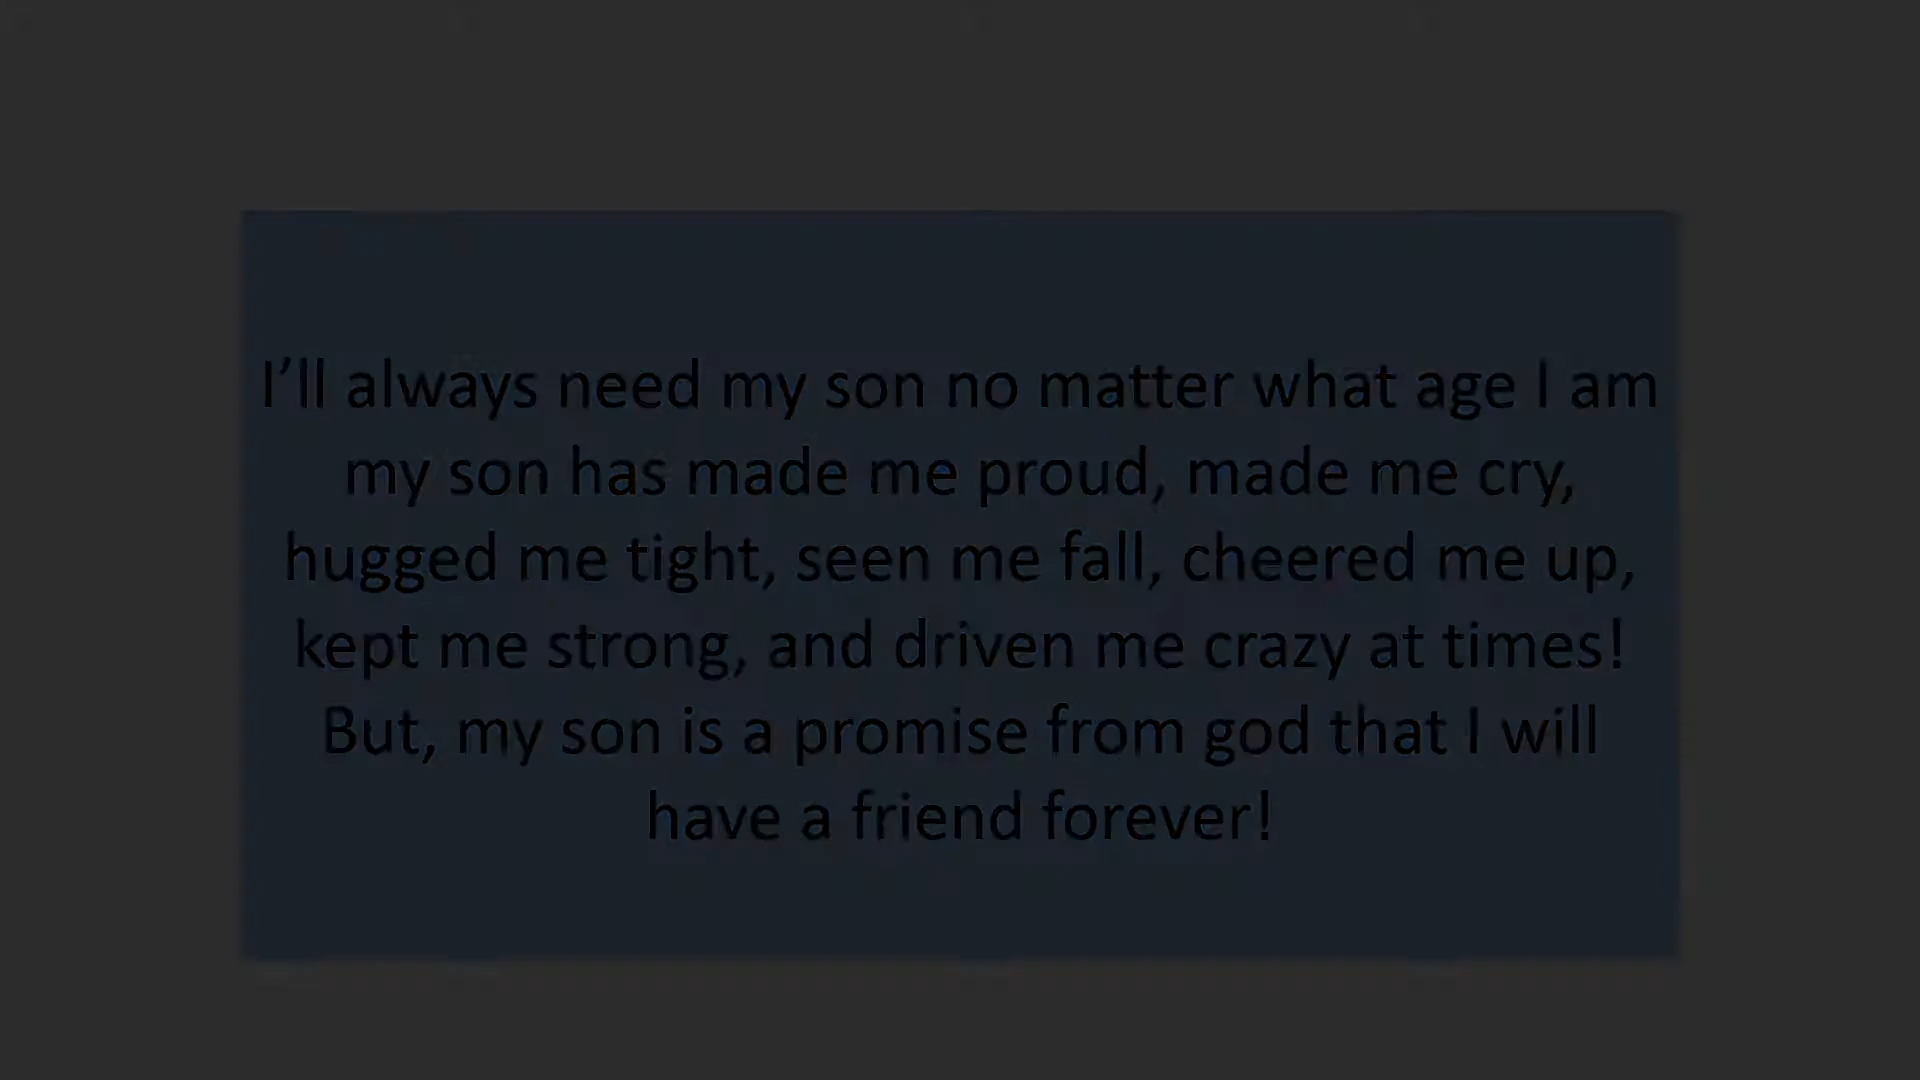 I’ll always need my son no matter what age I am
my son has made me proud, made me cry,
hugged me tight, seen me fall, cheered me up,
kept me strong, and driven me crazy at times!
But, my son is a promise from god that I will
have a friend forever!